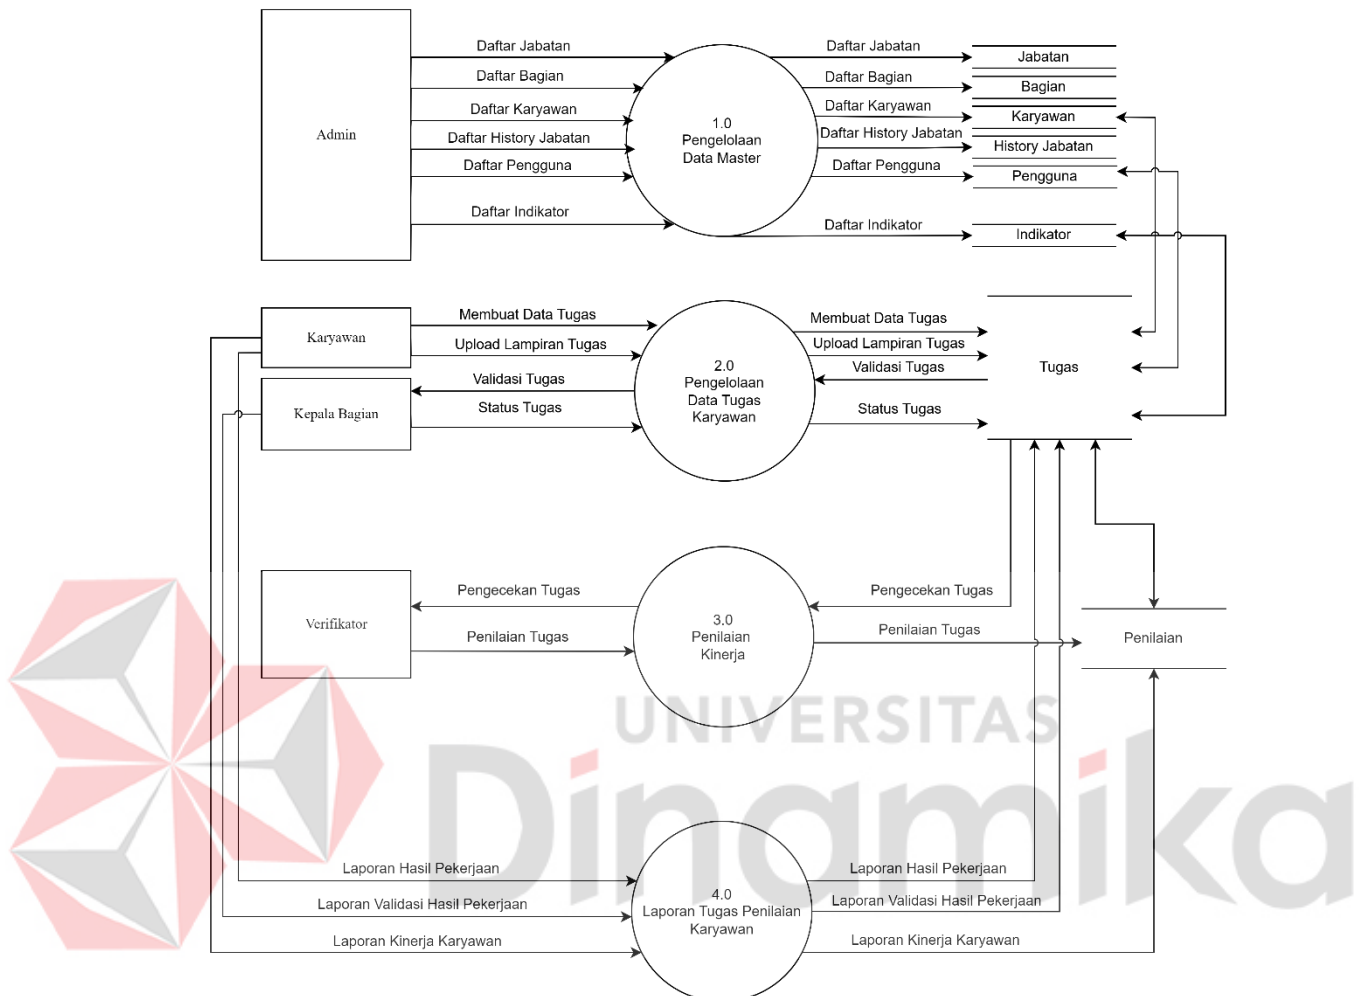 Admin
Daftar Jabatan
Daftar Bagian
Daftar Karyawan
Daftar History Jabatan
Daftar Pengguna
Daftar Indikator
1.0
Pengelolaan
Data Master
Daftar Jabatan
Daftar Bagian
Daftar Karyawan
Daftar History Jabatan
Daftar Pengguna
Daftar Indikator
Jabatan
Bagian
Karyawan
History Jabatan
Pengguna
Indikator
Karyawan
Kepala Bagian
Membuat Data Tugas
Upload Lampiran Tugas
Validasi Tugas
Status Tugas
2.0
Pengelolaan
Data Tugas
Karyawan
Membuat Data Tugas
Upload Lampiran Tugas
Validasi Tugas
Status Tugas
Tugas
Verifikator
Pengecekan Tugas
Penilaian Tugas
3.0
Penilaian
Kinerja
Pengecekan Tugas
Penilaian Tugas
Penilaian
UNIVERSITAS
Dinamika
Laporan Hasil Pekerjaan
Laporan Validasi Hasil Pekerjaan
Laporan Kinerja Karyawan
4.0
Laporan Tugas Penilaian
Karyawan
Laporan Hasil Pekerjaan
Laporan Validasi Hasil Pekerjaan
Laporan Kinerja Karyawan